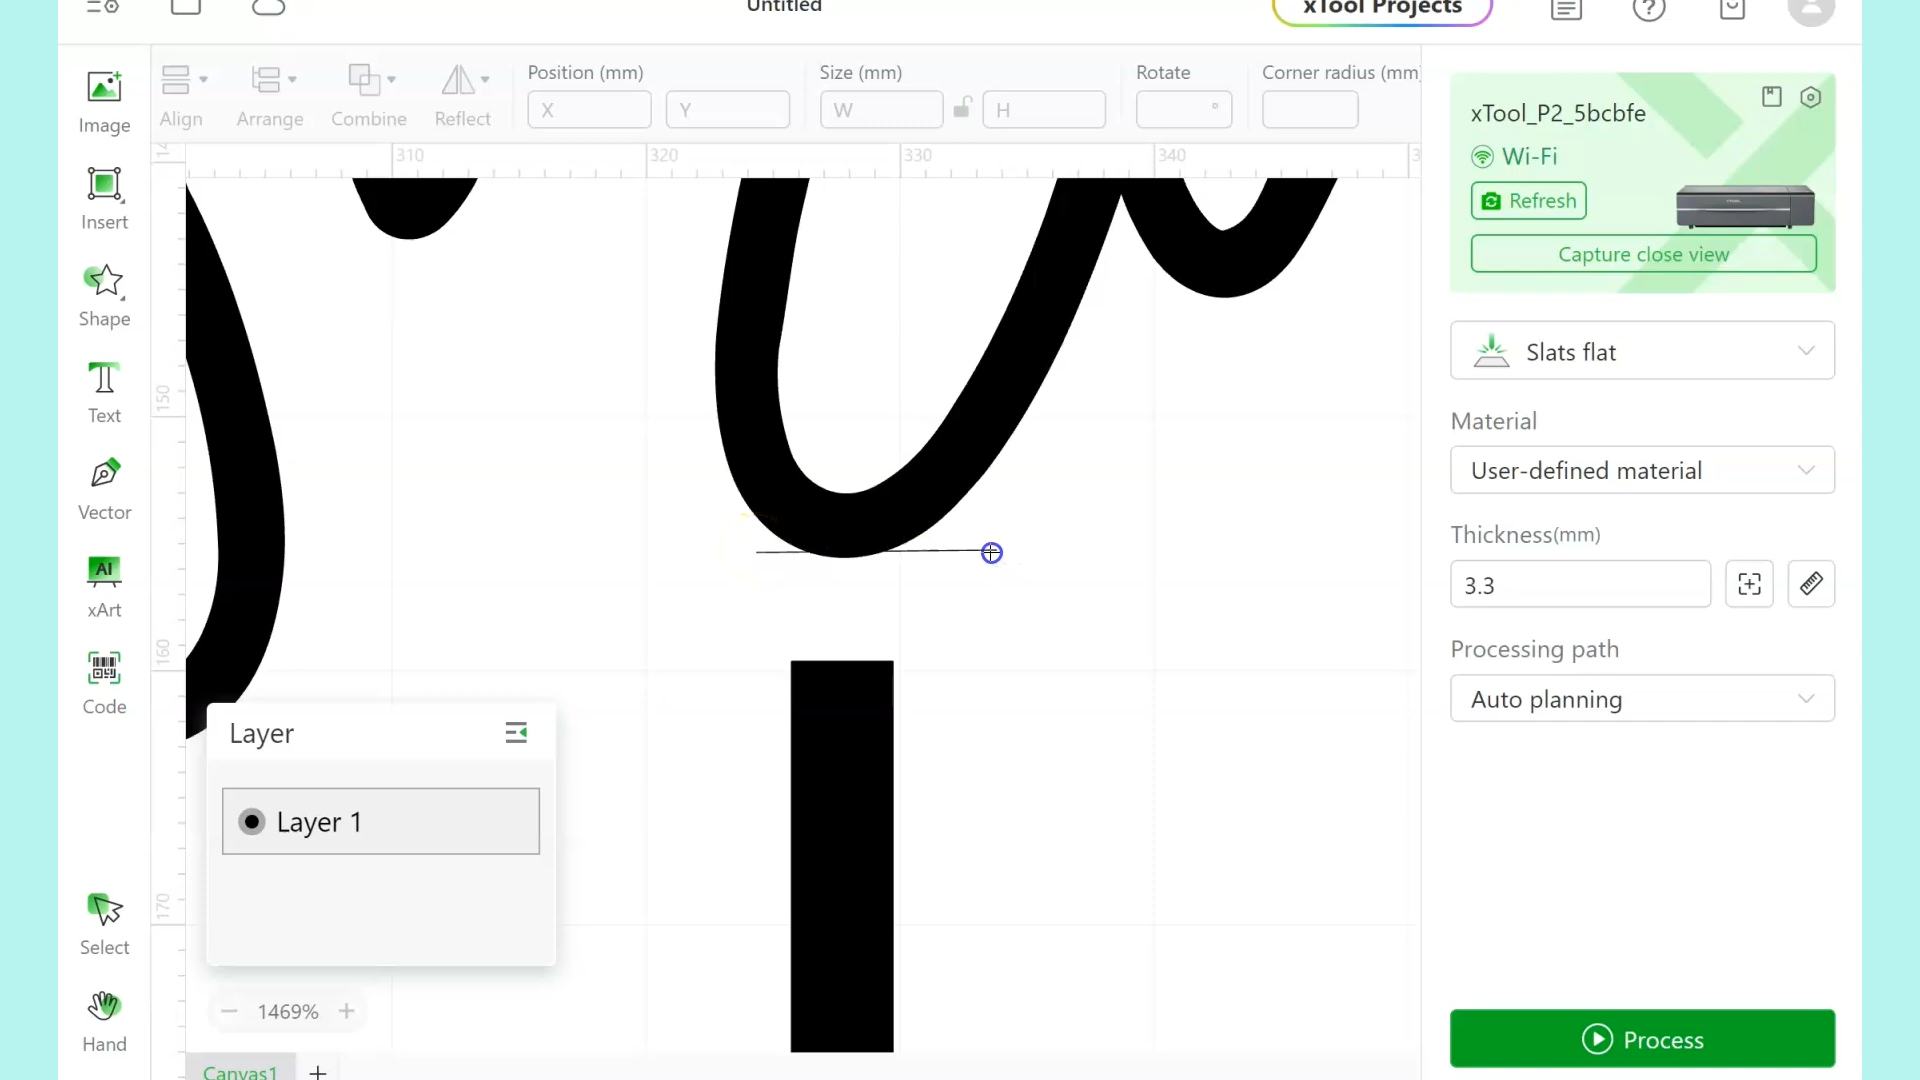 Untitled
xTool Projects
Image
Insert
Shape
Text
Vector
AI
xArt
Code
Select
Hand
Align
Arrange
Combine
Reflect
Position (mm)
X
Y
Size (mm)
W
H
Rotate
°
Corner radius (mm
310
320
330
340
3
14
150
160
170
Layer
Layer 1
1469%
Canvas1
xTool_P2_5bcbfe
Wi-Fi
Refresh
Capture close view
Slats flat
Material
User-defined material
Thickness(mm)
3.3
Processing path
Auto planning
Process